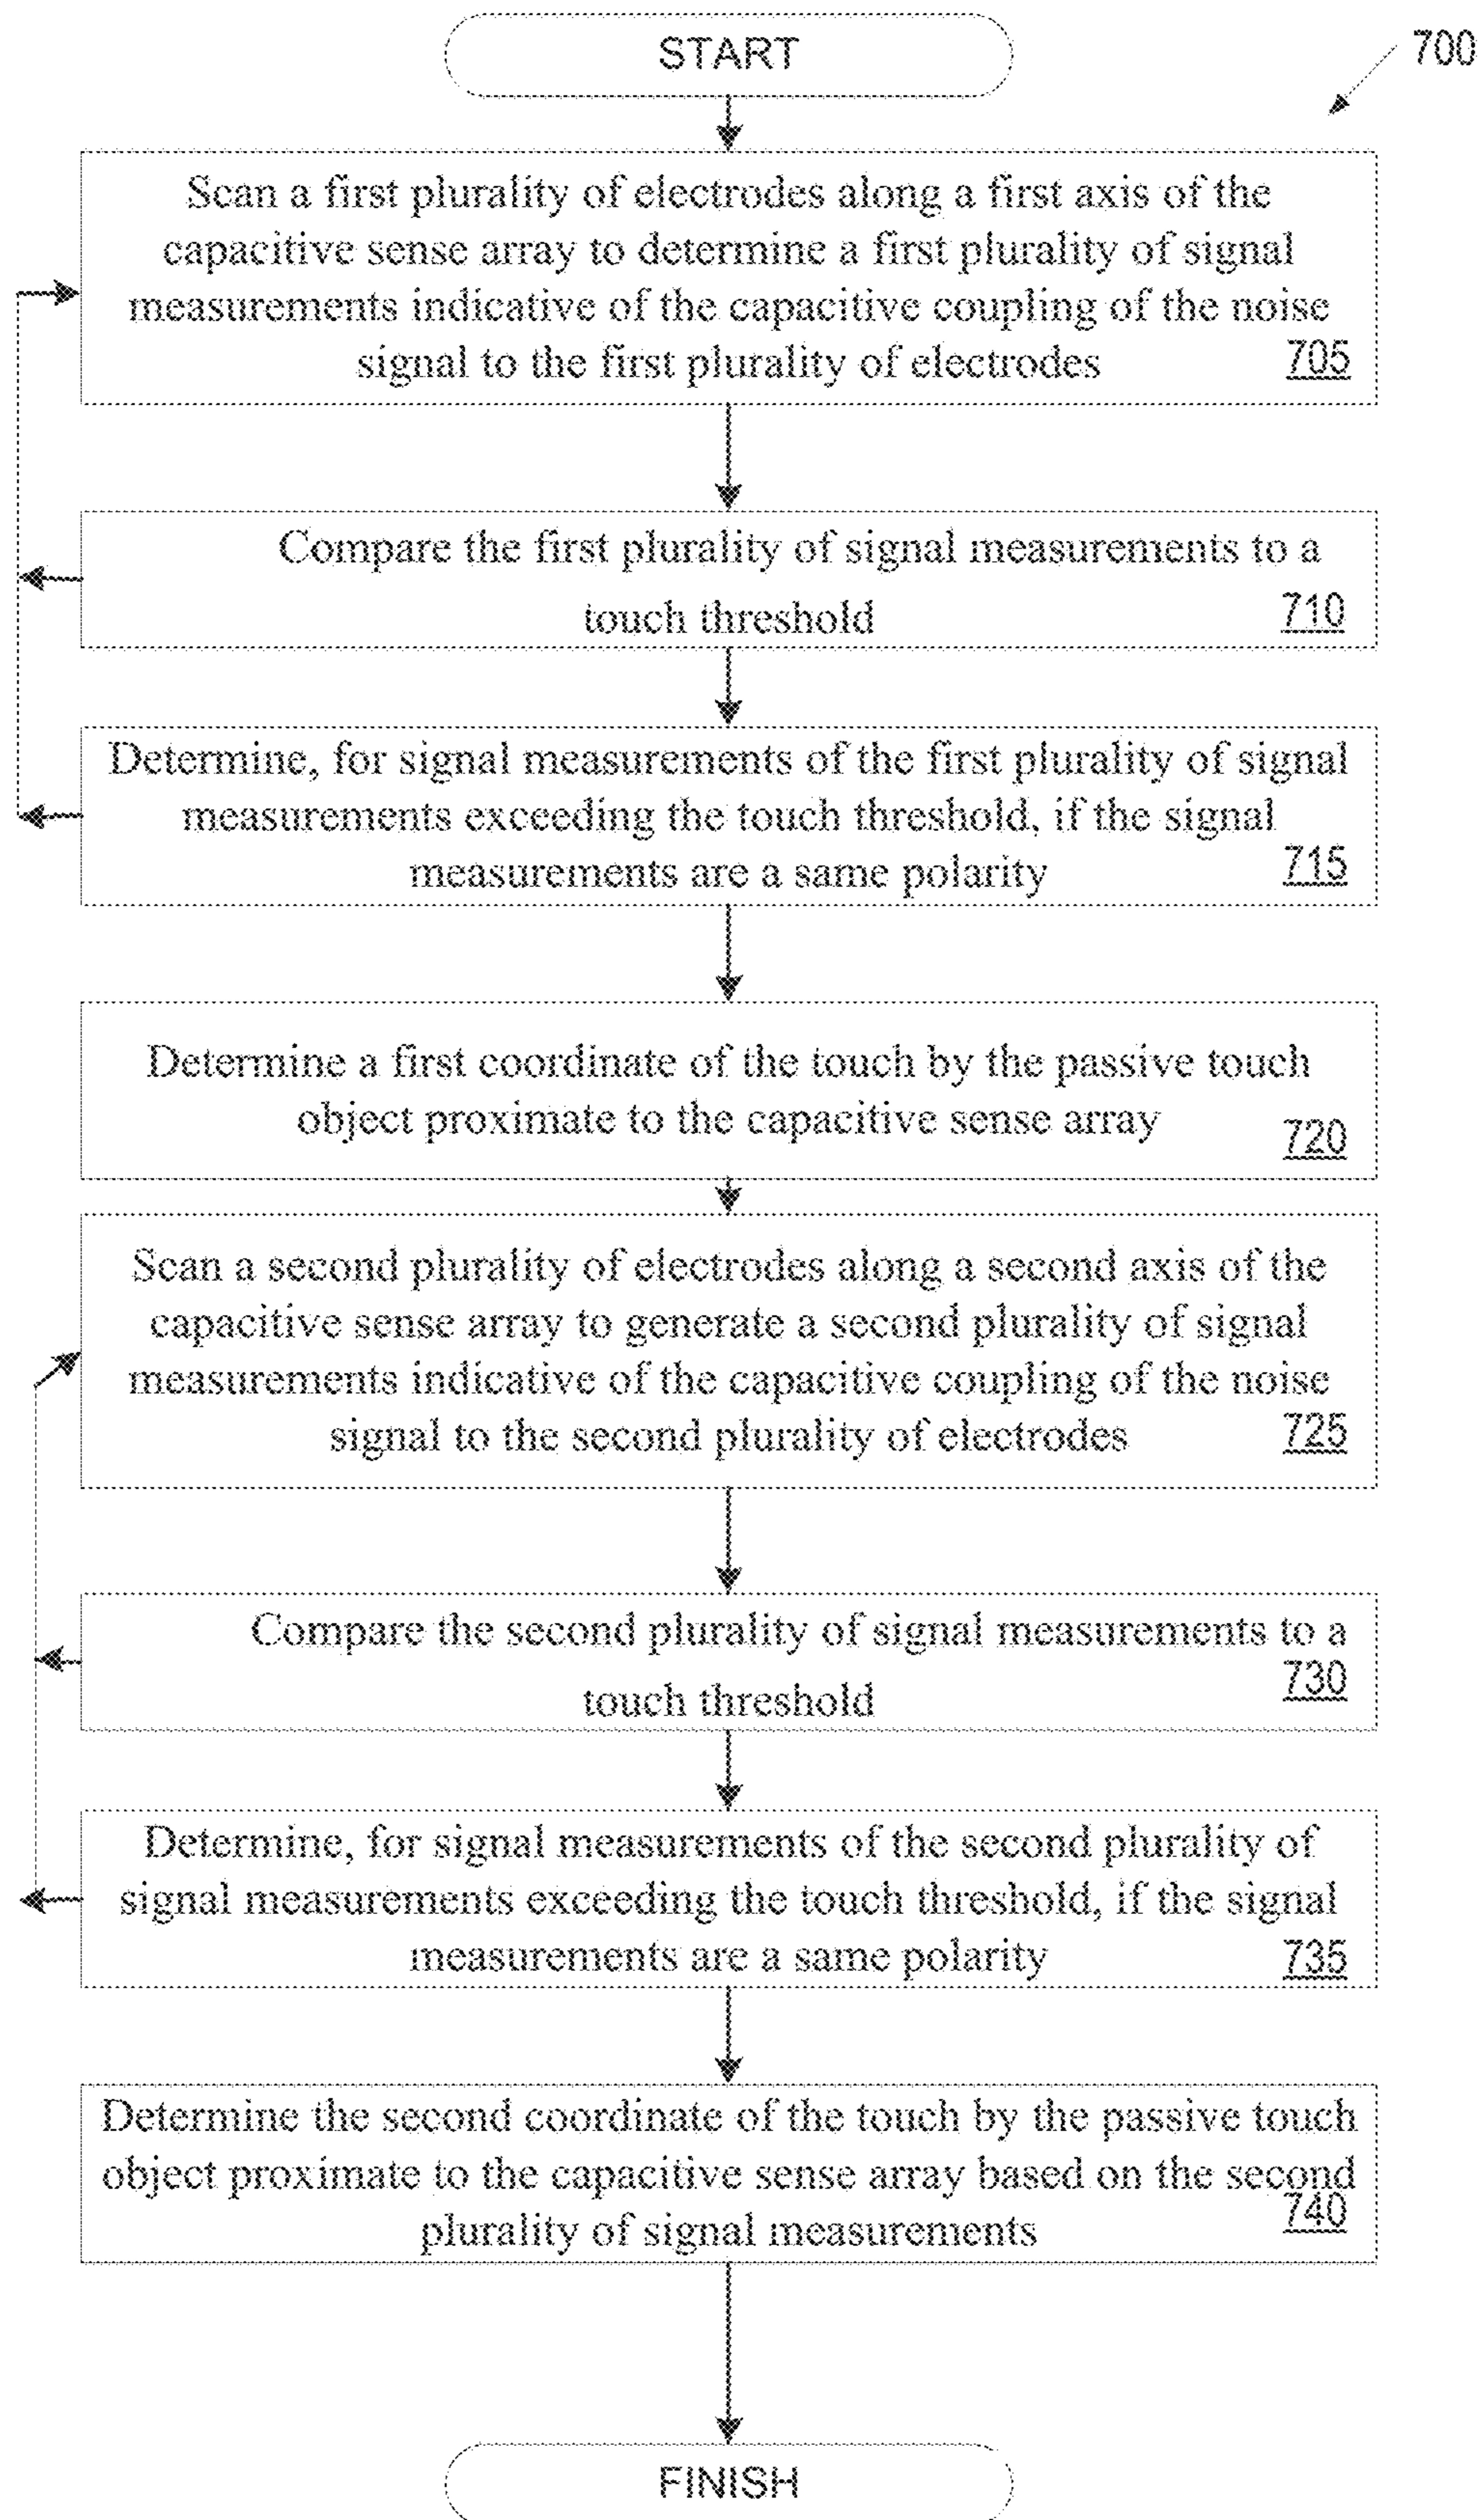 START
700
Scan a first plurality of electrodes along a first axis of the
capacitive sense array to determine a first plurality of signal
measurements indicative of the capacitive coupling of the noise
signal to the first plurality of electrodes
705
Compare the first plurality of signal measurements to a
touch threshold
710
Determine, for signal measurements of the first plurality of signal
measurements exceeding the touch threshold, if the signal
measurements are a same polarity
715
Determine a first coordinate of the touch by the passive touch
object proximate to the capacitive sense array
720
Scan a second plurality of electrodes along a second axis of the
capacitive sense array to generate a second plurality of signal
measurements indicative of the capacitive coupling of the noise
signal to the second plurality of electrodes
725
Compare the second plurality of signal measurements to a
touch threshold
730
Determine, for signal measurements of the second plurality of
signal measurements exceeding the touch threshold, if the signal
measurements are a same polarity
735
Determine the second coordinate of the touch by the passive touch
object proximate to the capacitive sense array based on the second
plurality of signal measurements
740
FINISH